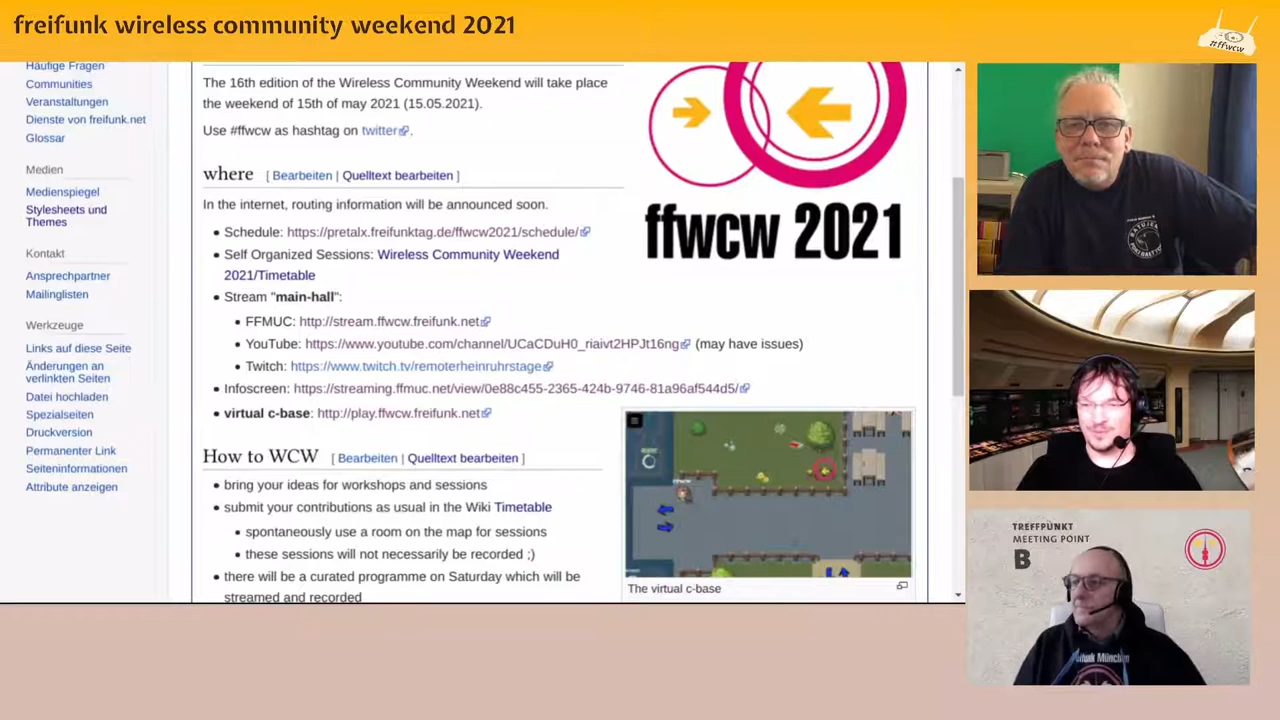 freifunk wireless community weekend 2021
#ffwcw
Häufige Fragen
Communities
Veranstaltungen
Dienste von freifunk.net
Glossar
Medien
Medienspiegel
Stylesheets und
Themes
Kontakt
Ansprechpartner
Mailinglisten
Werkzeuge
Links auf diese Seite
Änderungen an
verlinkten Seiten
Datei hochladen
Spezialseiten
Druckversion
Permanenter Link
Seiteninformationen
Attribute anzeigen
The 16th edition of the Wireless Community Weekend will take place
the weekend of 15th of may 2021 (15.05.2021).
Use #ffwcw as hashtag on twitter.
where [ Bearbeiten | Quelltext bearbeiten ]
In the internet, routing information will be announced soon.
Schedule: https://pretalx.freifunktag.de/ffwcw2021/schedule/
Self Organized Sessions: Wireless Community Weekend
2021/Timetable
Stream "main-hall":
FFMUC: http://stream.ffwcw.freifunk.net
YouTube: https://www.youtube.com/channel/UCaCDuH0_riaivt2HPJt16ng (may have issues)
Twitch: https://www.twitch.tv/remoterheinruhrstage
Infoscreen: https://streaming.ffmuc.net/view/0e88c455-2365-424b-9746-81a96af544d5/
virtual c-base: http://play.ffwcw.freifunk.net
How to WCW [ Bearbeiten | Quelltext bearbeiten ]
bring your ideas for workshops and sessions
submit your contributions as usual in the Wiki Timetable
spontaneously use a room on the map for sessions
these sessions will not necessarily be recorded ;)
there will be a curated programme on Saturday which will be
streamed and recorded
ffwcw 2021
The virtual c-base
TREFFPUNKT
MEETING POINT
B
München